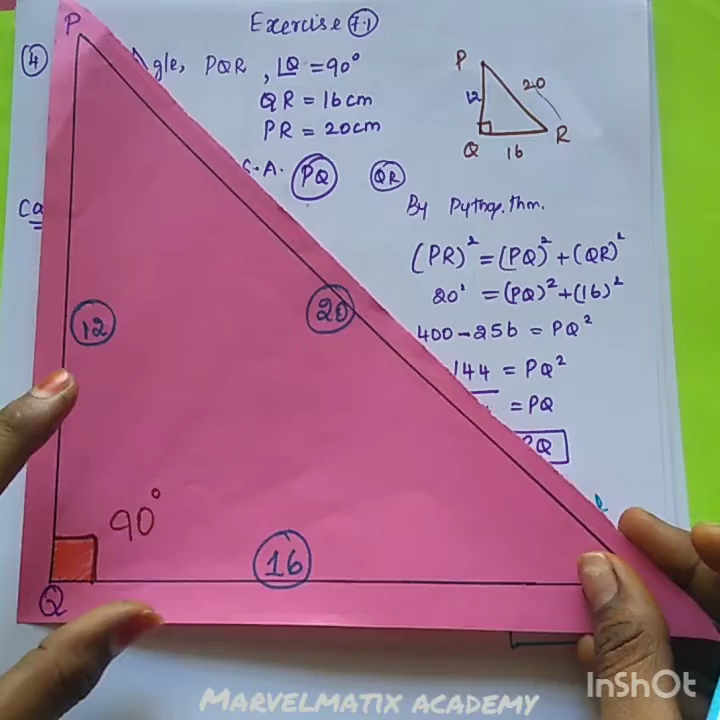 Exercise 7.1
4 gle, PQR, ∠Q = 90°
QR = 16 cm
PR = 20cm
S.A. PQ QR
P
12
20
Q
16
R
By Pythag. thm.
(PR)² = (PQ)² + (QR)²
20² = (PQ)² + (16)²
400 - 256 = PQ²
144 = PQ²
= PQ
PQ
P
12
20
90°
16
Q
MARVELMATIX ACADEMY
InShOt